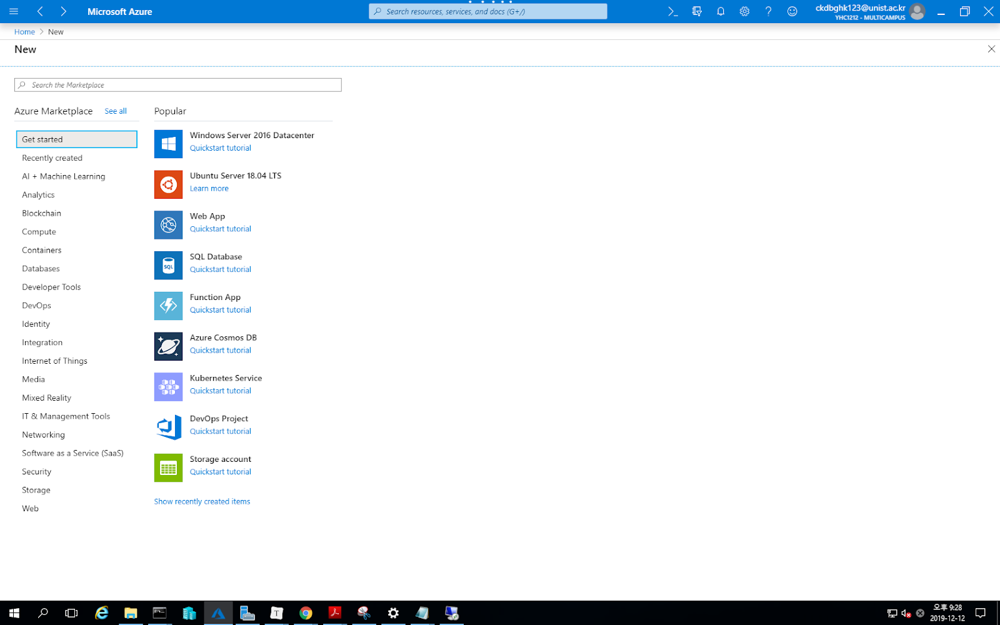 Microsoft Azure
Search resources, services, and docs (G+/)
ckdbghk123@unist.ac.kr
YHC1212 - MULTICAMPUS
Home > New
New
Search the Marketplace
Azure Marketplace See all
Get started
Recently created
AI + Machine Learning
Analytics
Blockchain
Compute
Containers
Databases
Developer Tools
DevOps
Identity
Integration
Internet of Things
Media
Mixed Reality
IT & Management Tools
Networking
Software as a Service (SaaS)
Security
Storage
Web
Popular
Windows Server 2016 Datacenter
Quickstart tutorial
Ubuntu Server 18.04 LTS
Learn more
Web App
Quickstart tutorial
SQL
SQL Database
Quickstart tutorial
Function App
Quickstart tutorial
Azure Cosmos DB
Quickstart tutorial
Kubernetes Service
Quickstart tutorial
DevOps Project
Quickstart tutorial
Storage account
Quickstart tutorial
Show recently created items
T
오후 9:28
2019-12-12